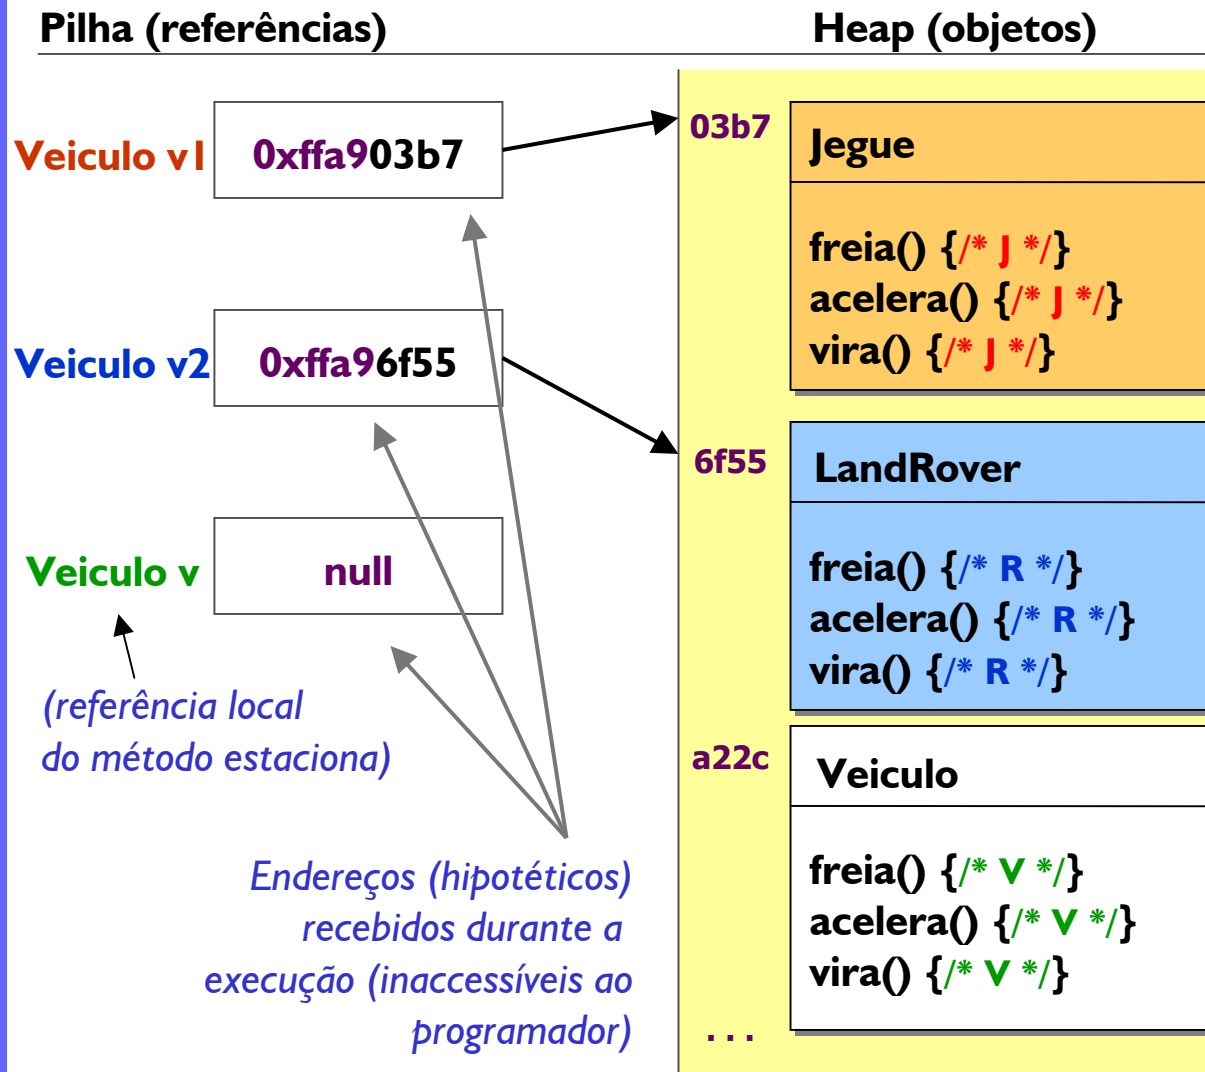 Pilha (referências)
Heap (objetos)
Veiculo v1
0xffa903b7
03b7
Jegue
freia() {/* J */}
acelera() {/* J */}
vira() {/* J */}
Veiculo v2
0xffa96f55
6f55
LandRover
freia() {/* R */}
acelera() {/* R */}
vira() {/* R */}
Veiculo v
null
(referência local
do método estaciona)
a22c
Veiculo
freia() {/* V */}
acelera() {/* V */}
vira() {/* V */}
Endereços (hipotéticos)
recebidos durante a
execução (inaccessíveis ao
programador)
...